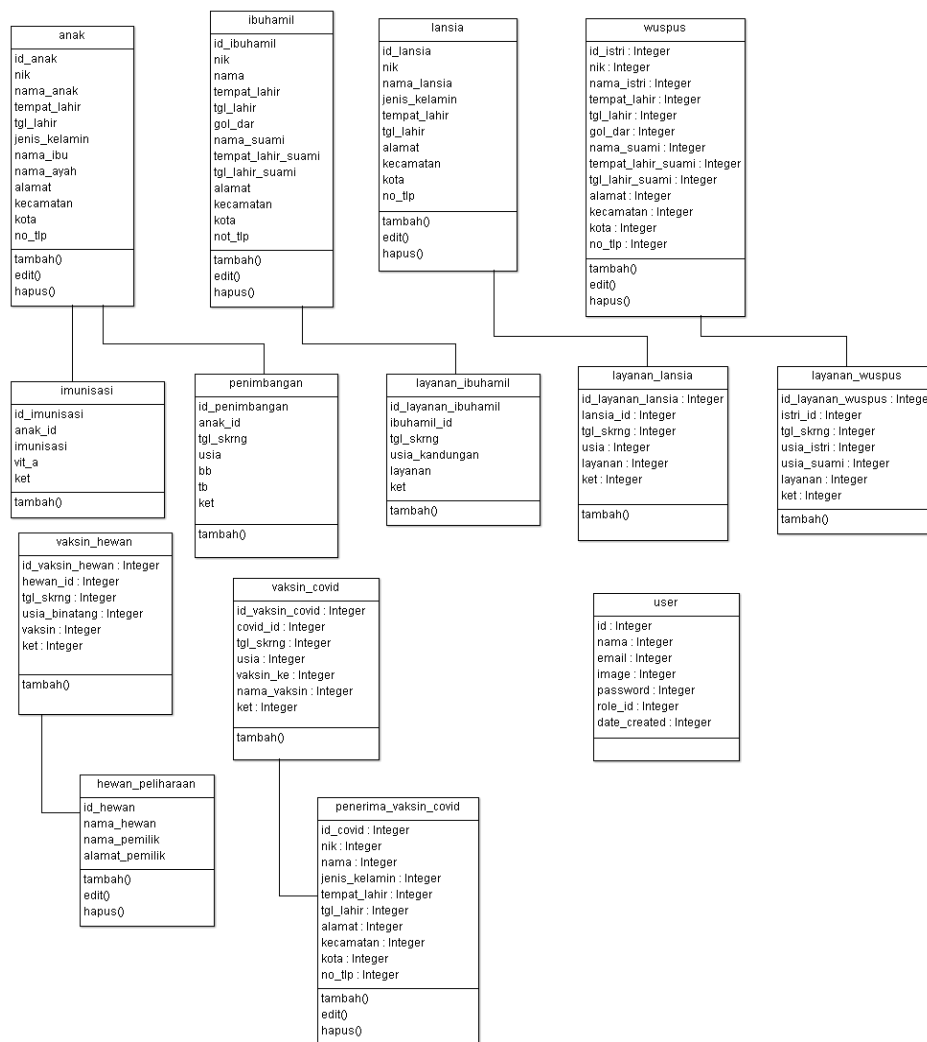 anak
id_anak
nik
nama_anak
tempat_lahir
tgl_lahir
jenis_kelamin
nama_ibu
nama_ayah
alamat
kecamatan
kota
no_tlp
tambah()
edit()
hapus()
ibuhamil
id_ibuhamil
nik
nama
tempat_lahir
tgl_lahir
gol_dar
nama_suami
tempat_lahir_suami
tgl_lahir_suami
alamat
kecamatan
kota
not_tlp
tambah()
edit()
hapus()
lansia
id_lansia
nik
nama_lansia
jenis_kelamin
tempat_lahir
tgl_lahir
alamat
kecamatan
kota
no_tlp
tambah()
edit()
hapus()
wuspus
id_istri : Integer
nik : Integer
nama_istri : Integer
tempat_lahir : Integer
tgl_lahir : Integer
gol_dar : Integer
nama_suami : Integer
tempat_lahir_suami : Integer
tgl_lahir_suami : Integer
alamat : Integer
kecamatan : Integer
kota : Integer
no_tlp : Integer
tambah()
edit()
hapus()
imunisasi
id_imunisasi
anak_id
imunisasi
vit_a
ket
tambah()
penimbangan
id_penimbangan
anak_id
tgl_skrng
usia
bb
tb
ket
tambah()
layanan_ibuhamil
id_layanan_ibuhamil
ibuhamil_id
tgl_skrng
usia_kandungan
layanan
ket
tambah()
layanan_lansia
id_layanan_lansia : Integer
lansia_id : Integer
tgl_skrng : Integer
usia : Integer
layanan : Integer
ket : Integer
tambah()
layanan_wuspus
id_layanan_wuspus : Integer
istri_id : Integer
tgl_skrng : Integer
usia_istri : Integer
usia_suami : Integer
layanan : Integer
ket : Integer
tambah()
vaksin_hewan
id_vaksin_hewan : Integer
hewan_id : Integer
tgl_skrng : Integer
usia_binatang : Integer
vaksin : Integer
ket : Integer
tambah()
vaksin_covid
id_vaksin_covid : Integer
covid_id : Integer
tgl_skrng : Integer
usia : Integer
vaksin_ke : Integer
nama_vaksin : Integer
ket : Integer
tambah()
user
id : Integer
nama : Integer
email : Integer
image : Integer
password : Integer
role_id : Integer
date_created : Integer
hewan_peliharaan
id_hewan
nama_hewan
nama_pemilik
alamat_pemilik
tambah()
edit()
hapus()
penerima_vaksin_covid
id_covid : Integer
nik : Integer
nama : Integer
jenis_kelamin : Integer
tempat_lahir : Integer
tgl_lahir : Integer
alamat : Integer
kecamatan : Integer
kota : Integer
no_tlp : Integer
tambah()
edit()
hapus()